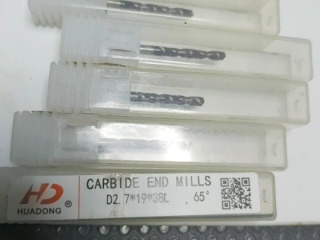 HD
HUADONG ®
CARBIDE END MILLS
D2.7*19*38L 65°